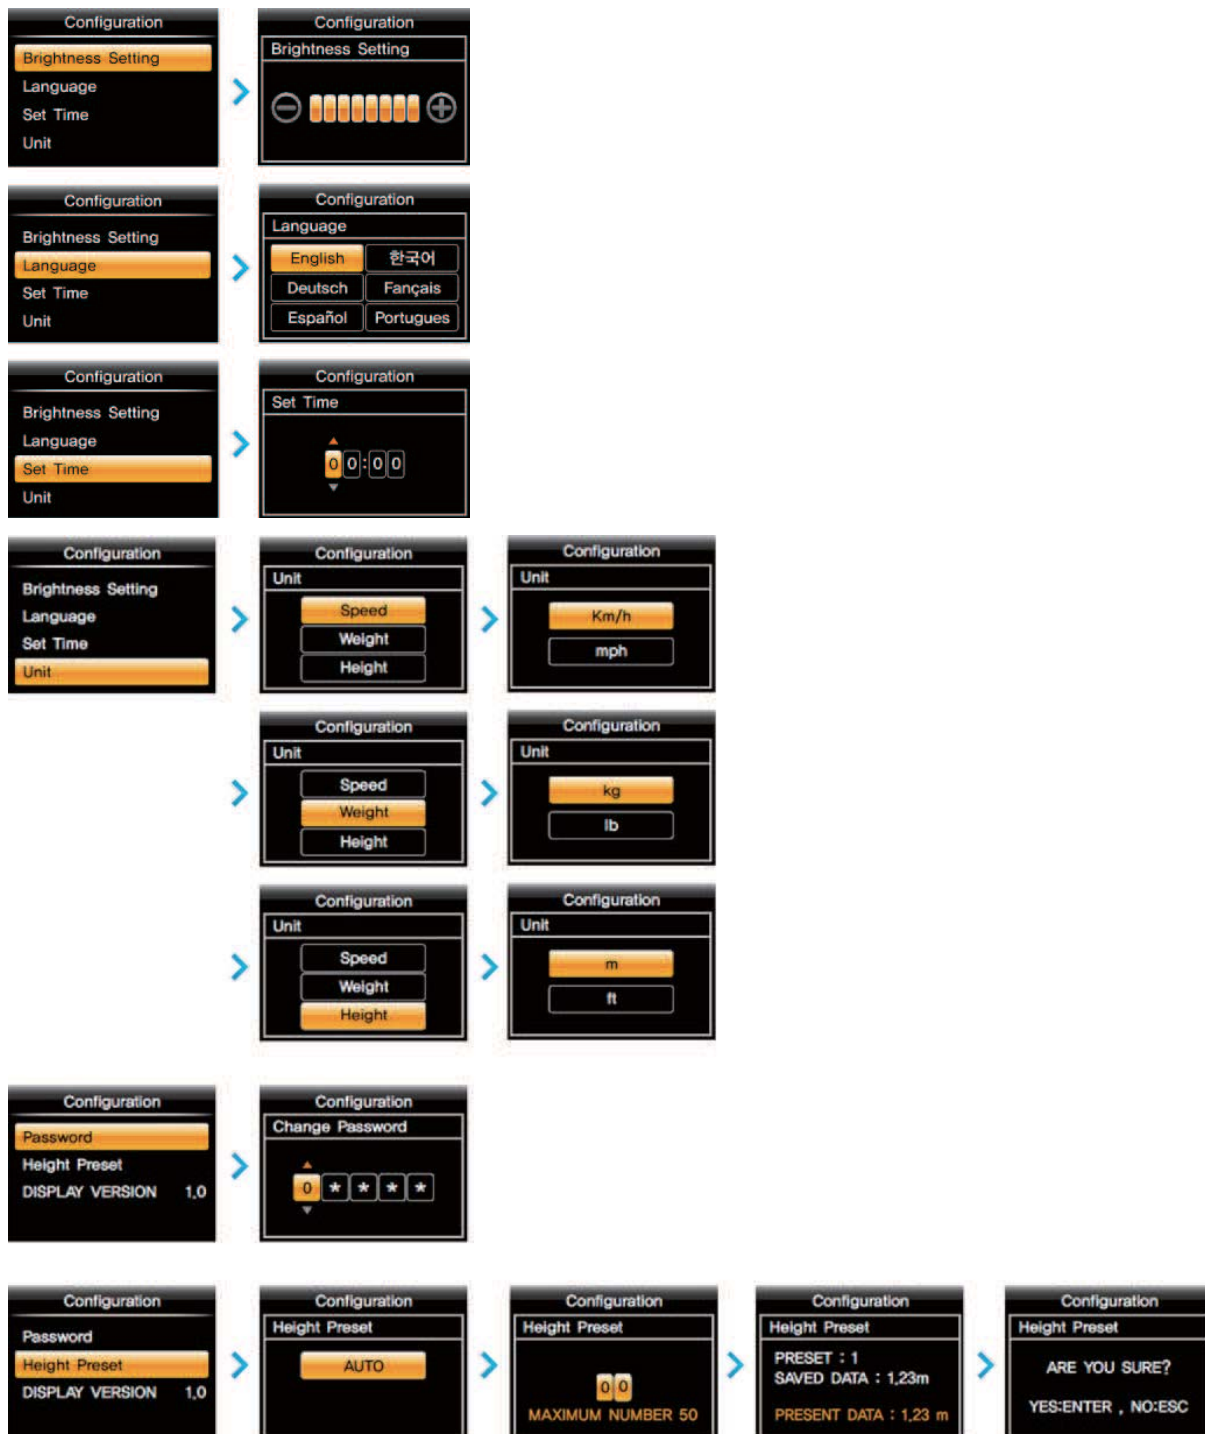 Configuration
Brightness Setting
Language
Set Time
Unit
Configuration
Brightness Setting
Configuration
Brightness Setting
Language
Set Time
Unit
Configuration
Language
English 한국어
Deutsch Fançais
Español Portugues
Configuration
Brightness Setting
Language
Set Time
Unit
Configuration
Set Time
0 0 : 0 0
Configuration
Brightness Setting
Language
Set Time
Unit
Configuration
Unit
Speed
Weight
Height
Configuration
Unit
Km/h
mph
Configuration
Unit
Speed
Weight
Height
Configuration
Unit
kg
lb
Configuration
Unit
Speed
Weight
Height
Configuration
Unit
m
ft
Configuration
Password
Height Preset
DISPLAY VERSION 1.0
Configuration
Change Password
0 * * * *
Configuration
Password
Height Preset
DISPLAY VERSION 1.0
Configuration
Height Preset
AUTO
Configuration
Height Preset
0 0
MAXIMUM NUMBER 50
Configuration
Height Preset
PRESET : 1
SAVED DATA : 1,23m
PRESENT DATA : 1,23 m
Configuration
Height Preset
ARE YOU SURE?
YES:ENTER , NO:ESC